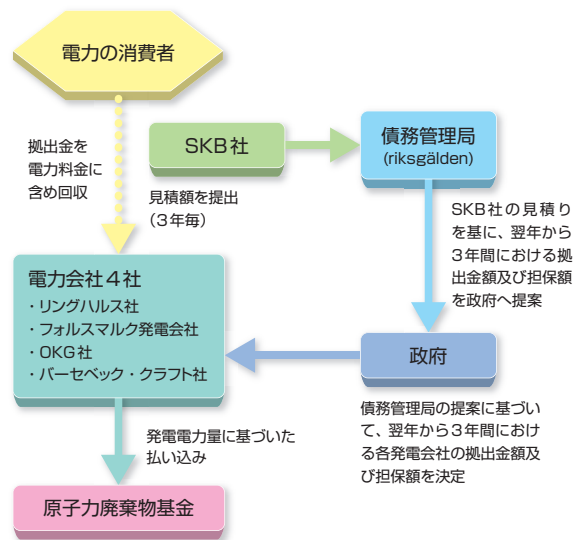 電力の消費者
拠出金を
電力料金に
含め回収
SKB社
見積額を提出
（3年毎）
債務管理局
(riksgälden)
SKB社の見積り
を基に、翌年から
3年間における拠
出金額及び担保額
を政府へ提案
電力会社4社
・リングハルス社
・フォルスマルク発電会社
・OKG社
・バーセベック・クラフト社
政府
債務管理局の提案に基づい
て、翌年から3年間におけ
る各発電会社の拠出金額及
び担保額を決定
発電電力量に基づいた
払い込み
原子力廃棄物基金